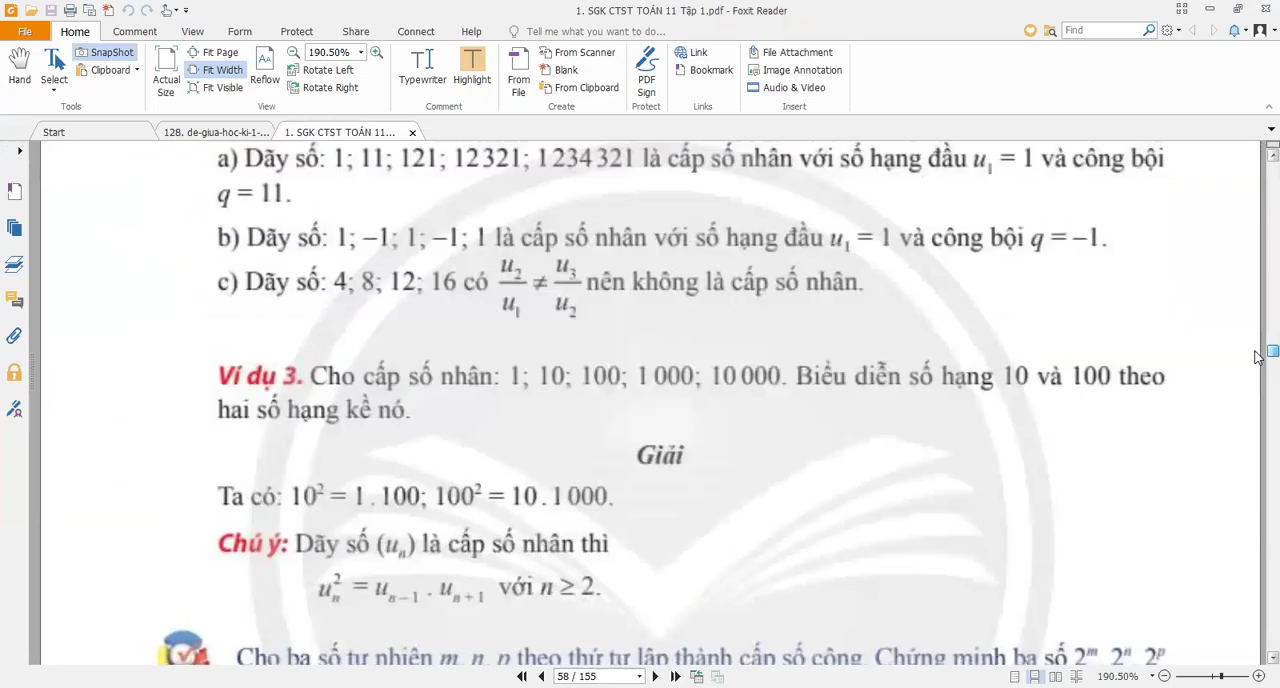 1. SGK CTST TOÁN 11 Tập 1.pdf - Foxit Reader
File Home Comment View Form Protect Share Connect Help Tell me what you want to do... Find
Hand Select SnapShot Clipboard Actual Size Fit Page Fit Width Fit Visible Reflow 190.50% Rotate Left Rotate Right Typewriter Highlight From File From Scanner Blank From Clipboard PDF Sign Link Bookmark File Attachment Image Annotation Audio & Video
Tools View Comment Create Protect Links Insert
Start 128. de-giua-hoc-ki-1-... 1. SGK CTST TOÁN 11...
a) Dãy số: 1; 11; 121; 12 321; 1 234 321 là cấp số nhân với số hạng đầu u₁ = 1 và công bội
q = 11.
b) Dãy số: 1; –1; 1; –1; 1 là cấp số nhân với số hạng đầu u₁ = 1 và công bội q = –1.
c) Dãy số: 4; 8; 12; 16 có u₂/u₁ ≠ u₃/u₂ nên không là cấp số nhân.
Ví dụ 3. Cho cấp số nhân: 1; 10; 100; 1 000; 10 000. Biểu diễn số hạng 10 và 100 theo
hai số hạng kề nó.
Giải
Ta có: 10² = 1 . 100; 100² = 10 . 1 000.
Chú ý: Dãy số (uₙ) là cấp số nhân thì
uₙ² = uₙ₋₁ . uₙ₊₁ với n ≥ 2.
Cho ba số tự nhiên m, n, p theo thứ tự lập thành cấp số cộng. Chứng minh ba số 2ᵐ, 2ⁿ, 2ᵖ
58 / 155 190.50%